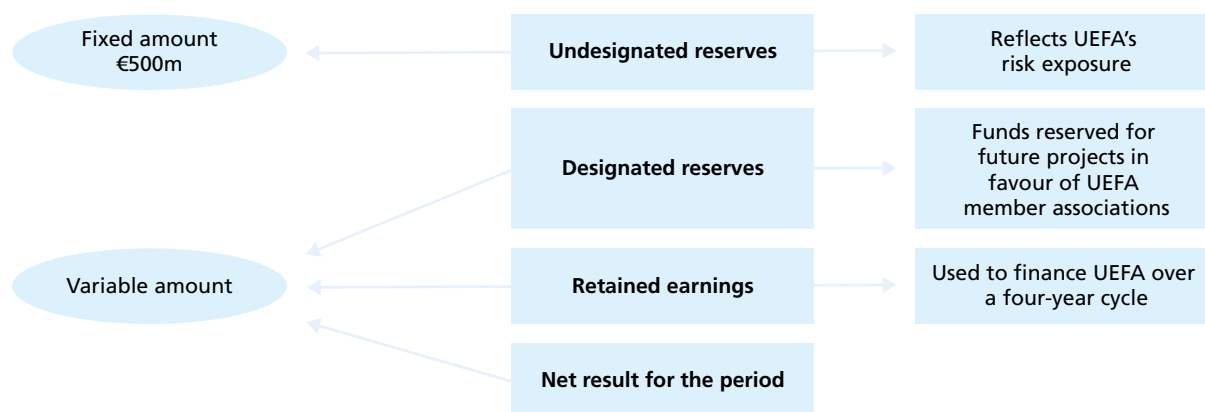 Fixed amount
€500m
Undesignated reserves
Reflects UEFA’s
risk exposure
Designated reserves
Funds reserved for
future projects in
favour of UEFA
member associations
Variable amount
Retained earnings
Used to finance UEFA over
a four-year cycle
Net result for the period